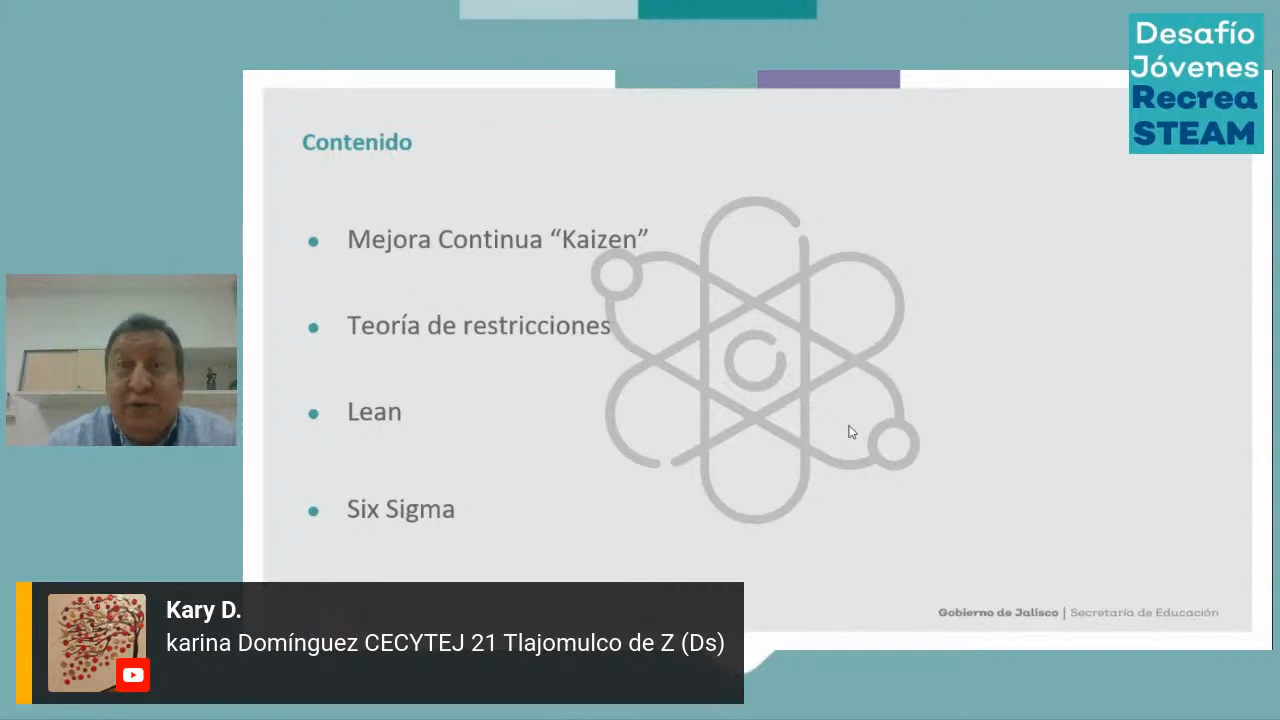 Desafío
Jóvenes
Recrea
STEAM
Contenido
• Mejora Continua “Kaizen”
• Teoría de restricciones
• Lean
• Six Sigma
Gobierno de Jalisco | Secretaría de Educación
Kary D.
karina Domínguez CECYTEJ 21 Tlajomulco de Z (Ds)